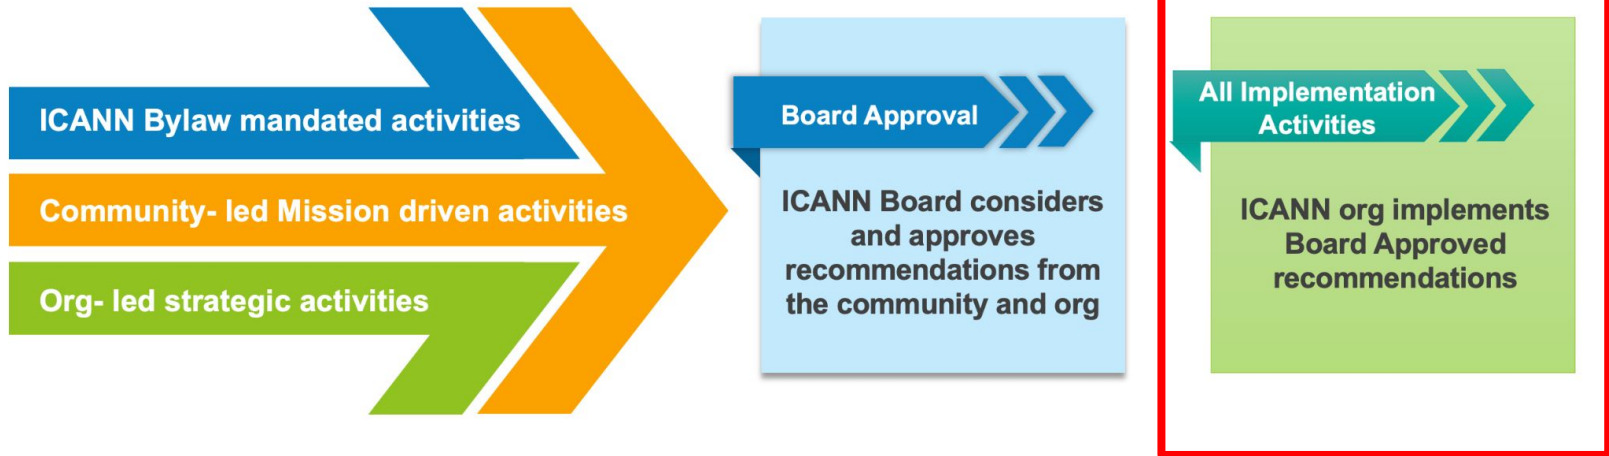 ICANN Bylaw mandated activities
Community- led Mission driven activities
Org- led strategic activities
Board Approval
ICANN Board considers
and approves
recommendations from
the community and org
All Implementation
Activities
ICANN org implements
Board Approved
recommendations